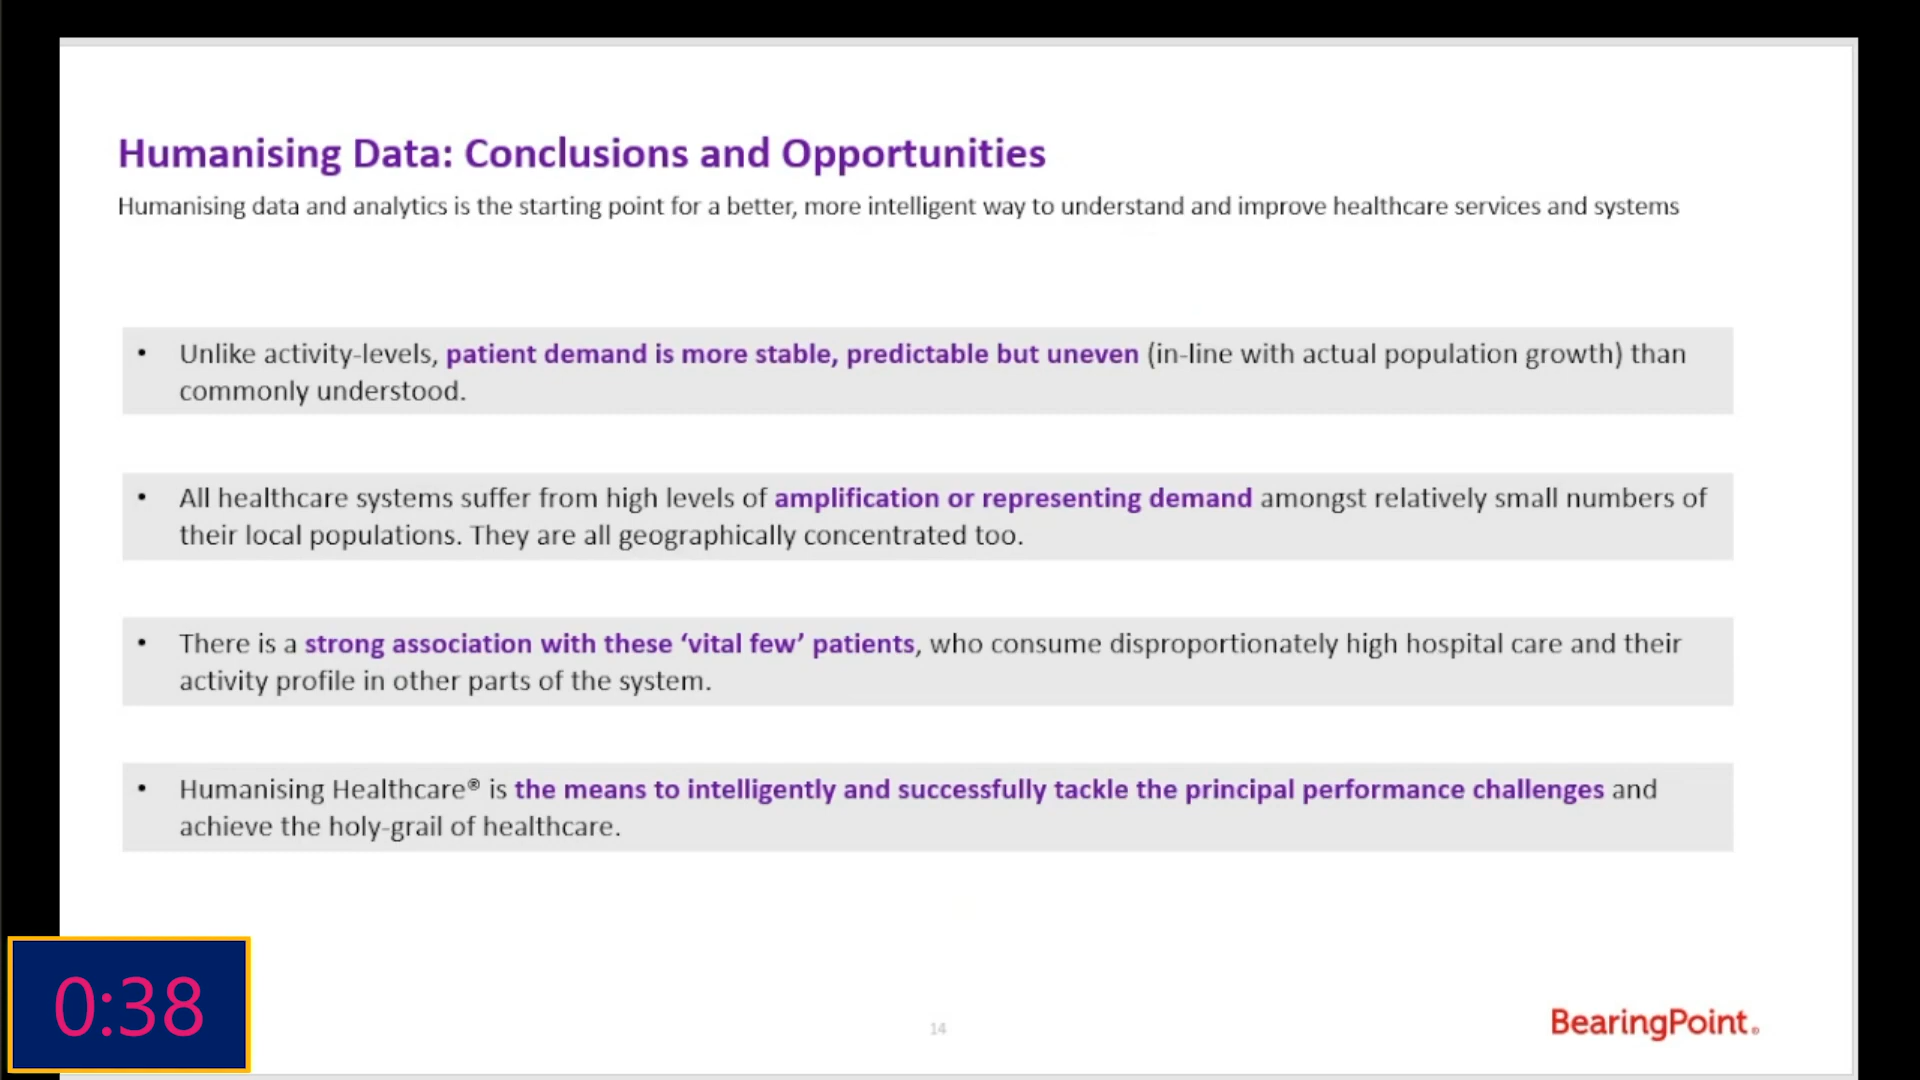 Humanising Data: Conclusions and Opportunities
Humanising data and analytics is the starting point for a better, more intelligent way to understand and improve healthcare services and systems
• Unlike activity-levels, patient demand is more stable, predictable but uneven (in-line with actual population growth) than
commonly understood.
• All healthcare systems suffer from high levels of amplification or representing demand amongst relatively small numbers of
their local populations. They are all geographically concentrated too.
• There is a strong association with these ‘vital few’ patients, who consume disproportionately high hospital care and their
activity profile in other parts of the system.
• Humanising Healthcare® is the means to intelligently and successfully tackle the principal performance challenges and
achieve the holy-grail of healthcare.
0:38
14
BearingPoint®